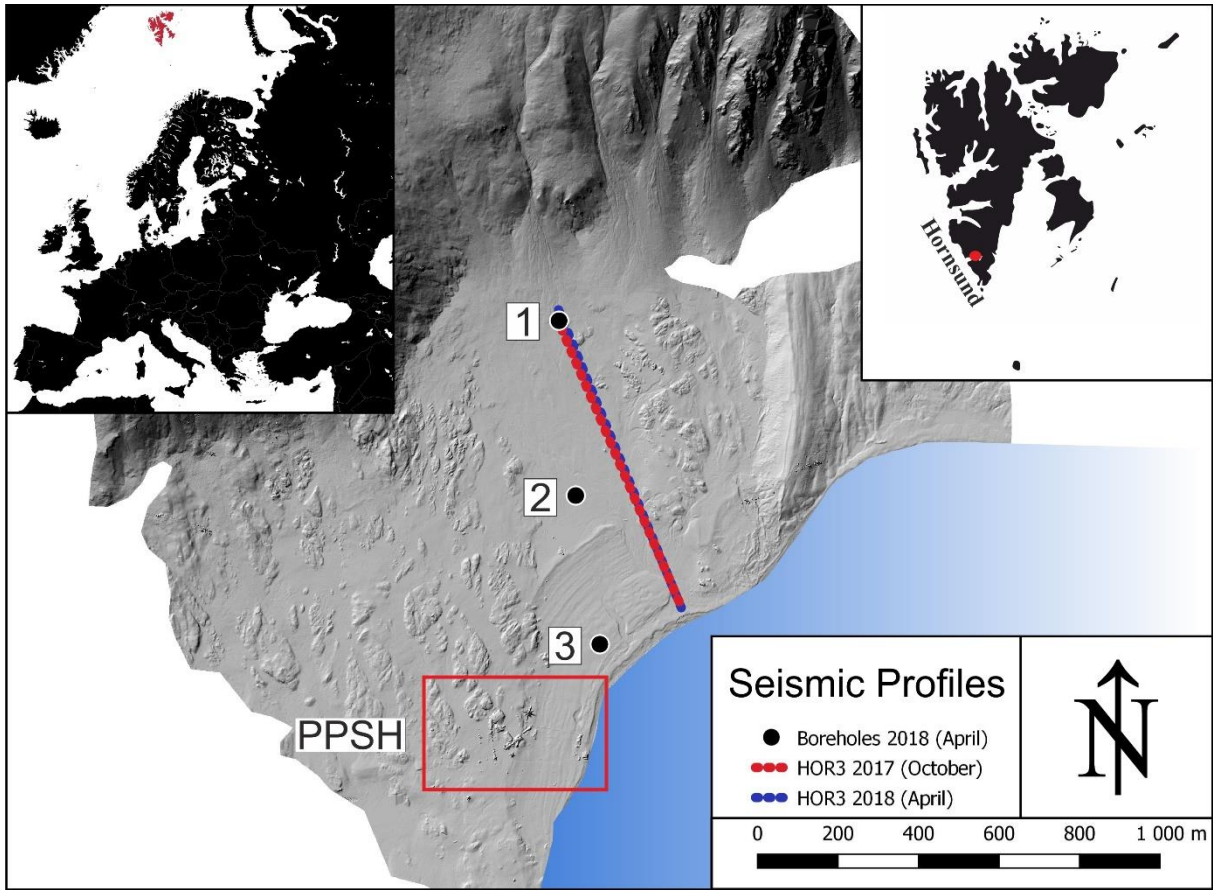 Hornsund
1
2
3
PPSH
Seismic Profiles
Boreholes 2018 (April)
HOR3 2017 (October)
HOR3 2018 (April)
N
0 200 400 600 800 1 000 m